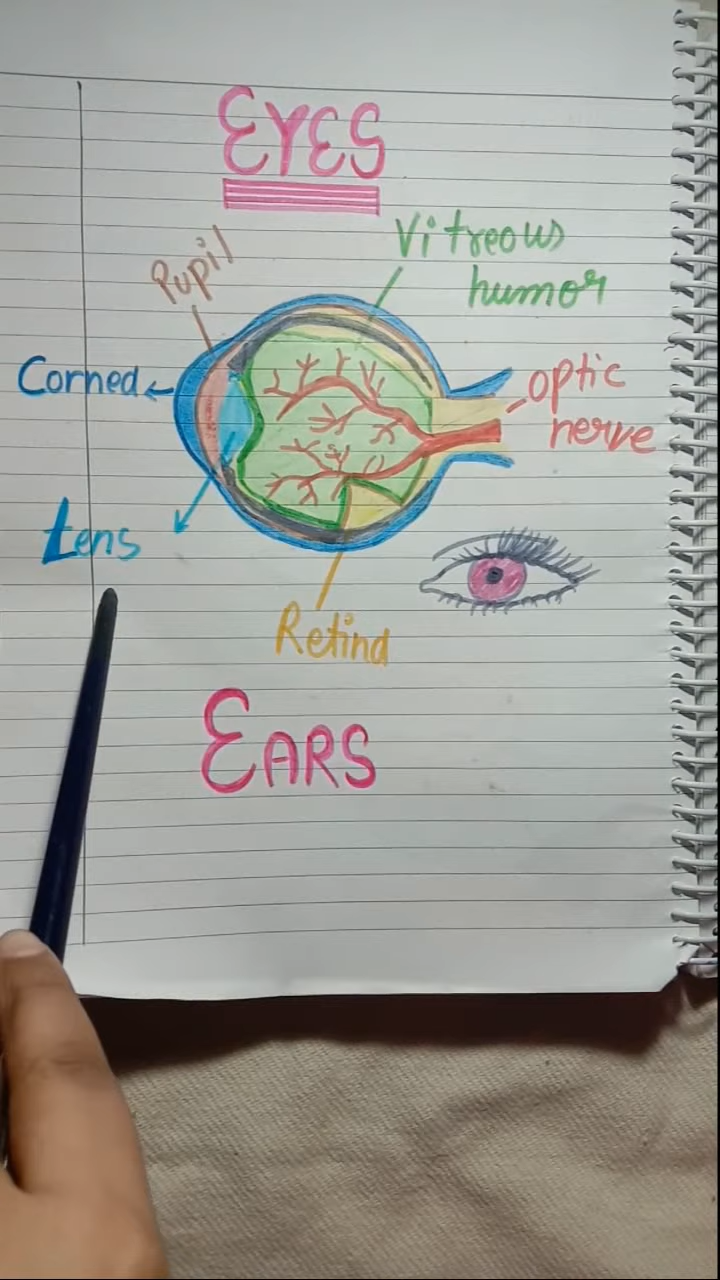 EYES
Pupil
Vitreous
humor
Cornea
optic
nerve
Lens
Retina
EARS